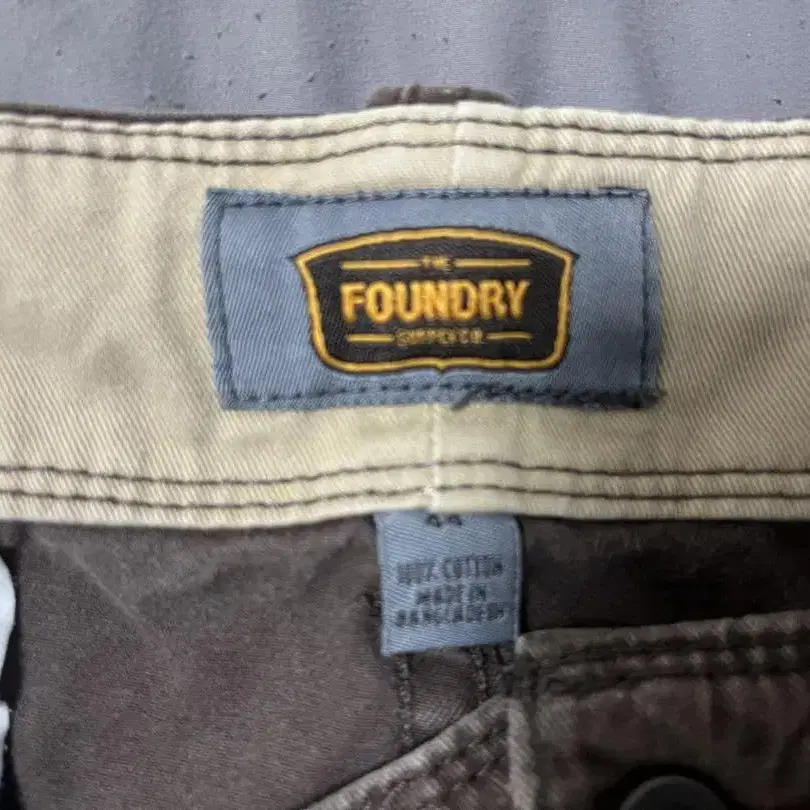 THE
FOUNDRY
SUPPLY CO.
44
100% COTTON
MADE IN
BANGLADESH